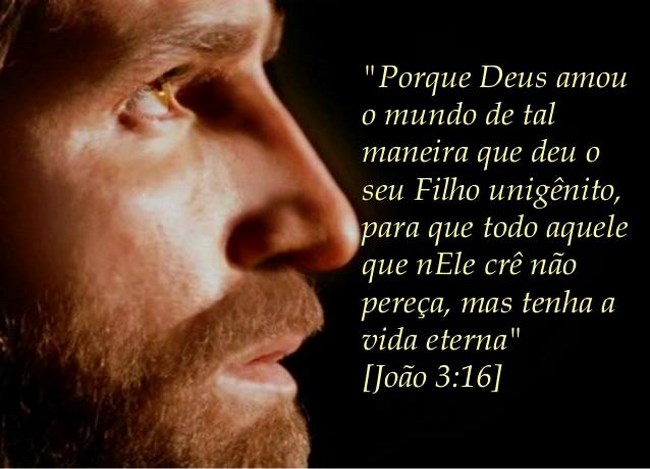 "Porque Deus amou
o mundo de tal
maneira que deu o
seu Filho unigênito,
para que todo aquele
que nEle crê não
pereça, mas tenha a
vida eterna"
[João 3:16]